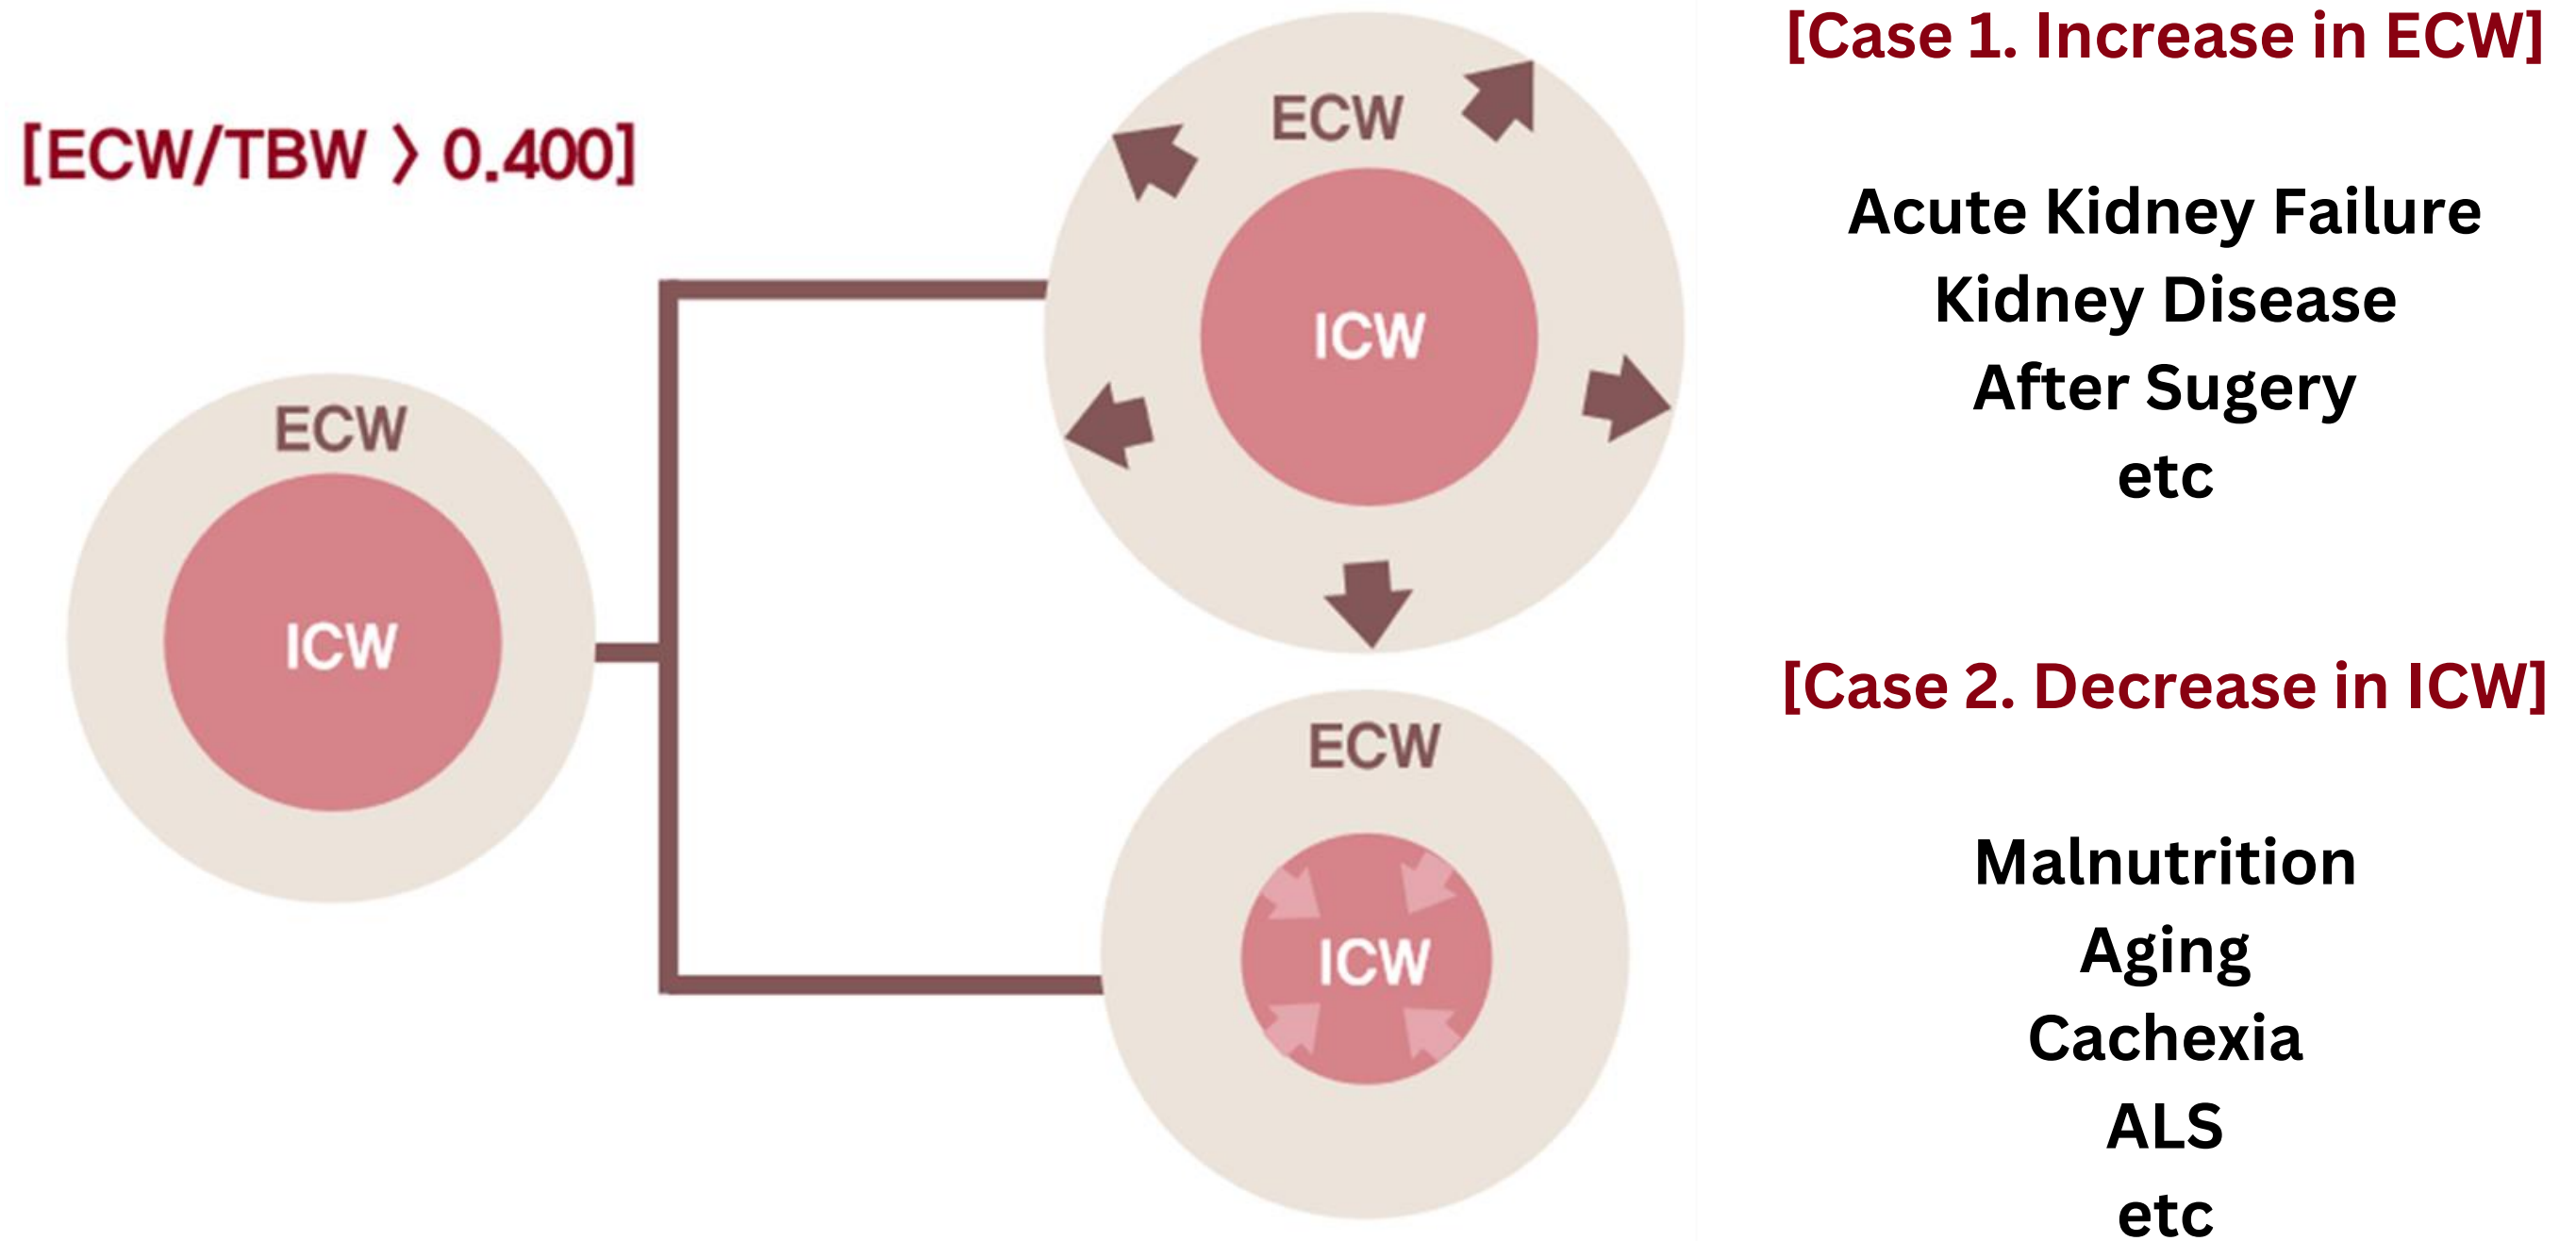 [ECW/TBW > 0.400]
ECW
ICW
ECW
ICW
[Case 1. Increase in ECW]
Acute Kidney Failure
Kidney Disease
After Sugery
etc
ECW
ICW
[Case 2. Decrease in ICW]
Malnutrition
Aging
Cachexia
ALS
etc